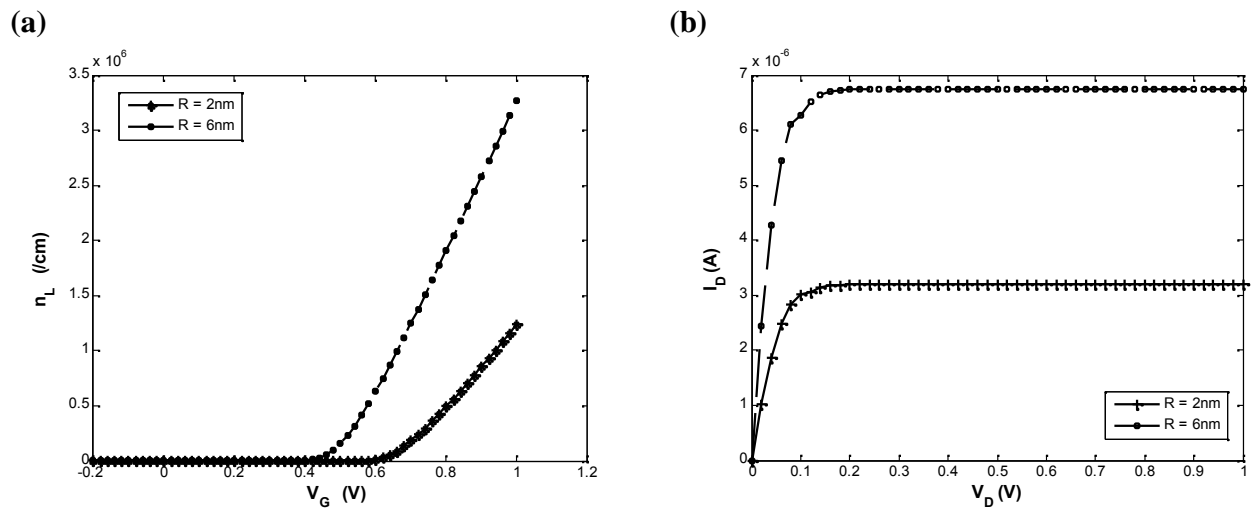 (a)
x 10^6
3.5
3
2.5
2
1.5
1
0.5
0
n_L (/cm)
R = 2nm
R = 6nm
-0.2 0 0.2 0.4 0.6 0.8 1 1.2
V_G (V)
(b)
x 10^-6
7
6
5
4
3
2
1
0
I_D (A)
R = 2nm
R = 6nm
0 0.1 0.2 0.3 0.4 0.5 0.6 0.7 0.8 0.9 1
V_D (V)